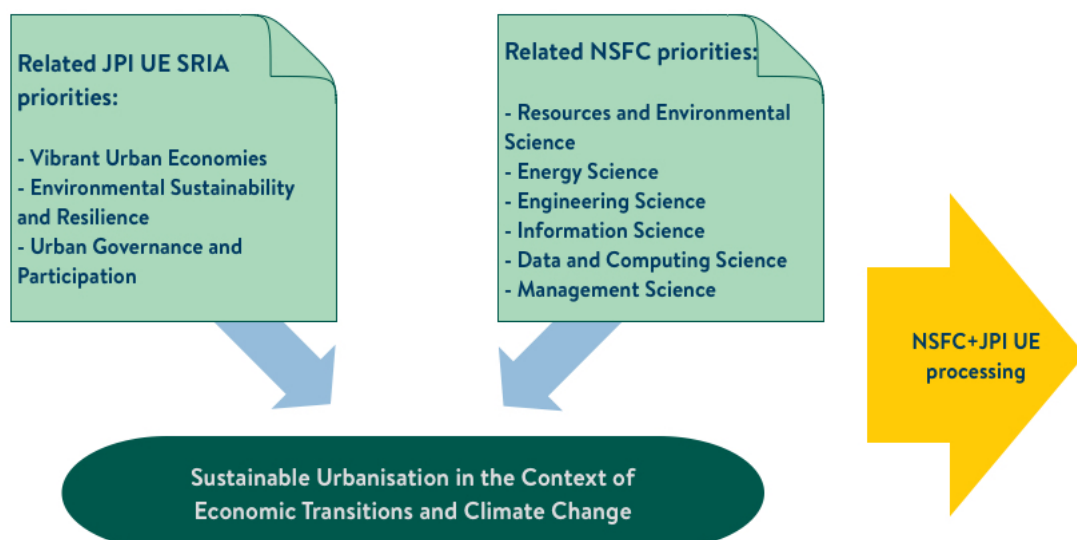 Related JPI UE SRIA
priorities:
- Vibrant Urban Economies
- Environmental Sustainability
and Resilience
- Urban Governance and
Participation
Related NSFC priorities:
- Resources and Environmental
Science
- Energy Science
- Engineering Science
- Information Science
- Data and Computing Science
- Management Science
NSFC+JPI UE
processing
Sustainable Urbanisation in the Context of
Economic Transitions and Climate Change